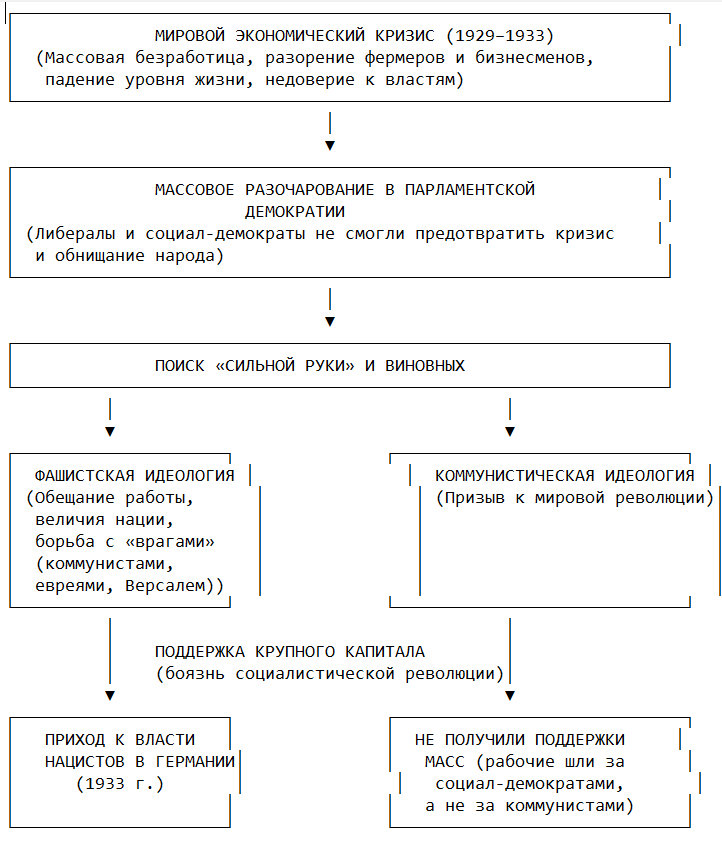 МИРОВОЙ ЭКОНОМИЧЕСКИЙ КРИЗИС (1929–1933)
(Массовая безработица, разорение фермеров и бизнесменов,
падение уровня жизни, недоверие к властям)
МАССОВОЕ РАЗОЧАРОВАНИЕ В ПАРЛАМЕНТСКОЙ
ДЕМОКРАТИИ
(Либералы и социал-демократы не смогли предотвратить кризис
и обнищание народа)
ПОИСК «СИЛЬНОЙ РУКИ» И ВИНОВНЫХ
ФАШИСТСКАЯ ИДЕОЛОГИЯ
(Обещание работы,
величия нации,
борьба с «врагами»
(коммунистами,
евреями, Версалем))
КОММУНИСТИЧЕСКАЯ ИДЕОЛОГИЯ
(Призыв к мировой революции)
ПОДДЕРЖКА КРУПНОГО КАПИТАЛА
(боязнь социалистической революции)
ПРИХОД К ВЛАСТИ
НАЦИСТОВ В ГЕРМАНИИ
(1933 г.)
НЕ ПОЛУЧИЛИ ПОДДЕРЖКИ
МАСС (рабочие шли за
социал-демократами,
а не за коммунистами)